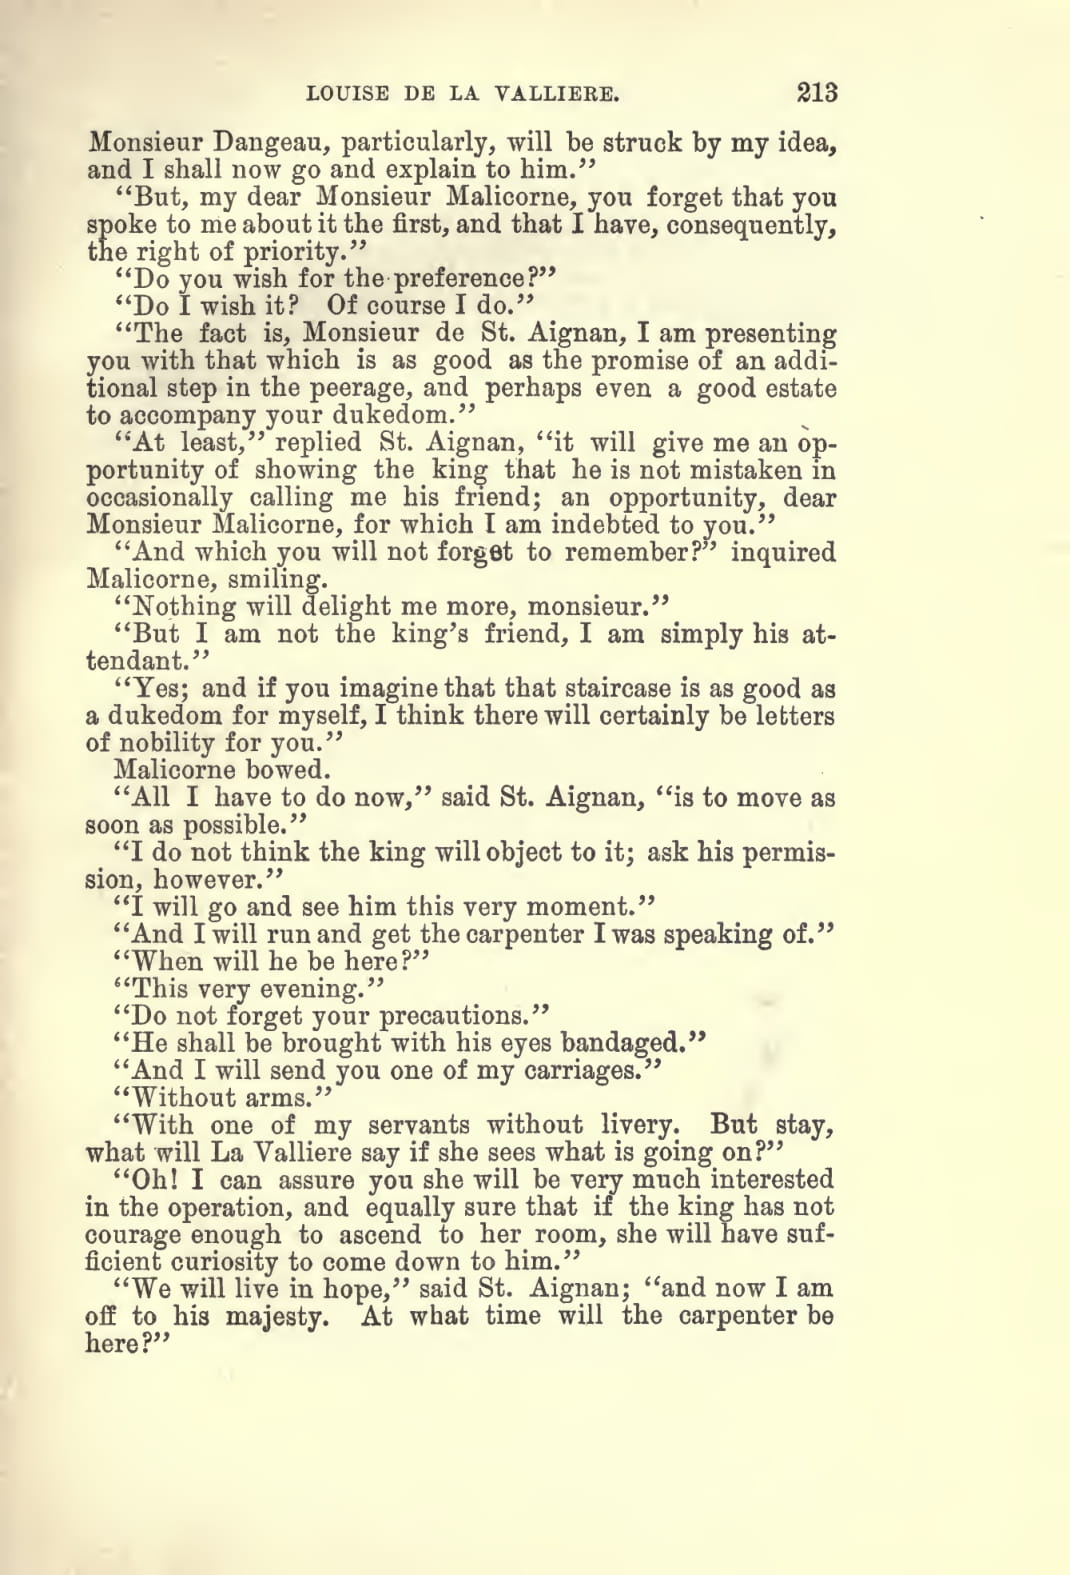 LOUISE DE LA VALLIERE. 213
Monsieur Dangeau, particularly, will be struck by my idea,
and I shall now go and explain to him.”
“But, my dear Monsieur Malicorne, you forget that you
spoke to me about it the first, and that I have, consequently,
the right of priority.”
“Do you wish for the preference?”
“Do I wish it? Of course I do.”
“The fact is, Monsieur de St. Aignan, I am presenting
you with that which is as good as the promise of an addi-
tional step in the peerage, and perhaps even a good estate
to accompany your dukedom.”
“At least,” replied St. Aignan, “it will give me an op-
portunity of showing the king that he is not mistaken in
occasionally calling me his friend; an opportunity, dear
Monsieur Malicorne, for which I am indebted to you.”
“And which you will not forget to remember?” inquired
Malicorne, smiling.
“Nothing will delight me more, monsieur.”
“But I am not the king’s friend, I am simply his at-
tendant.”
“Yes; and if you imagine that that staircase is as good as
a dukedom for myself, I think there will certainly be letters
of nobility for you.”
Malicorne bowed.
“All I have to do now,” said St. Aignan, “is to move as
soon as possible.”
“I do not think the king will object to it; ask his permis-
sion, however.”
“I will go and see him this very moment.”
“And I will run and get the carpenter I was speaking of.”
“When will he be here?”
“This very evening.”
“Do not forget your precautions.”
“He shall be brought with his eyes bandaged.”
“And I will send you one of my carriages.”
“Without arms.”
“With one of my servants without livery. But stay,
what will La Valliere say if she sees what is going on?”
“Oh! I can assure you she will be very much interested
in the operation, and equally sure that if the king has not
courage enough to ascend to her room, she will have suf-
ficient curiosity to come down to him.”
“We will live in hope,” said St. Aignan; “and now I am
off to his majesty. At what time will the carpenter be
here?”